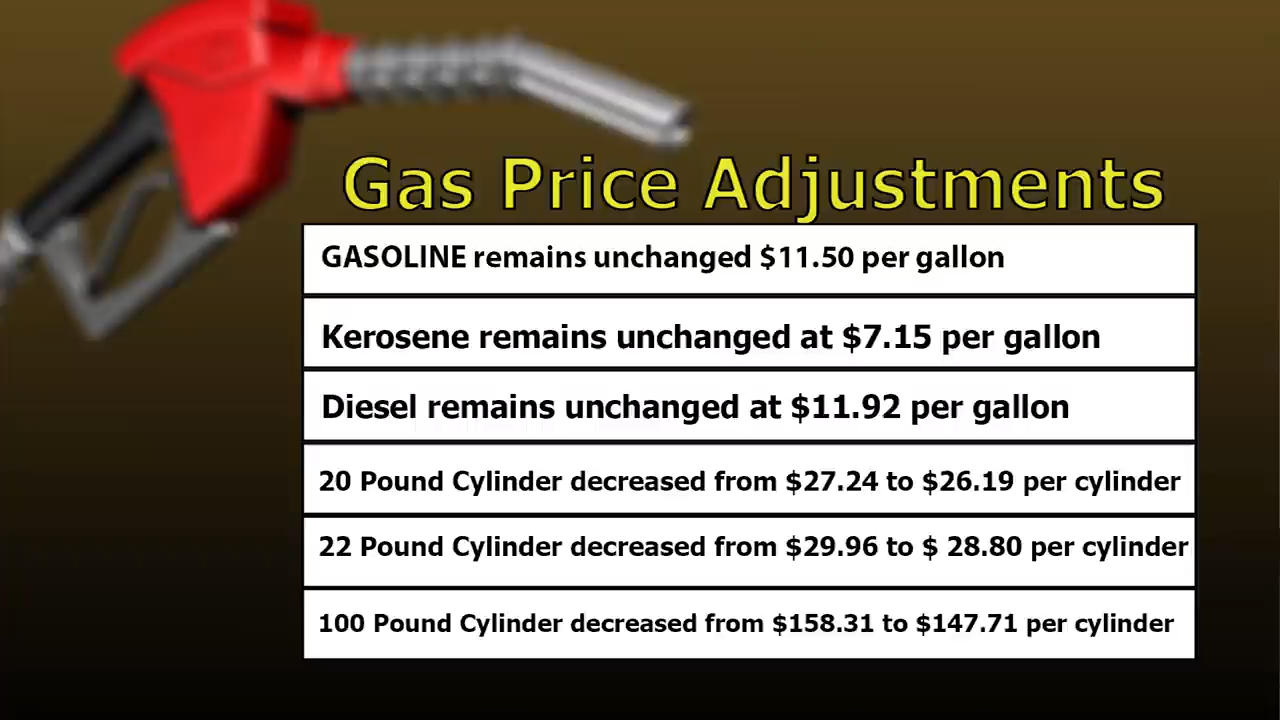 Gas Price Adjustments
GASOLINE remains unchanged $11.50 per gallon
Kerosene remains unchanged at $7.15 per gallon
Diesel remains unchanged at $11.92 per gallon
20 Pound Cylinder decreased from $27.24 to $26.19 per cylinder
22 Pound Cylinder decreased from $29.96 to $ 28.80 per cylinder
100 Pound Cylinder decreased from $158.31 to $147.71 per cylinder